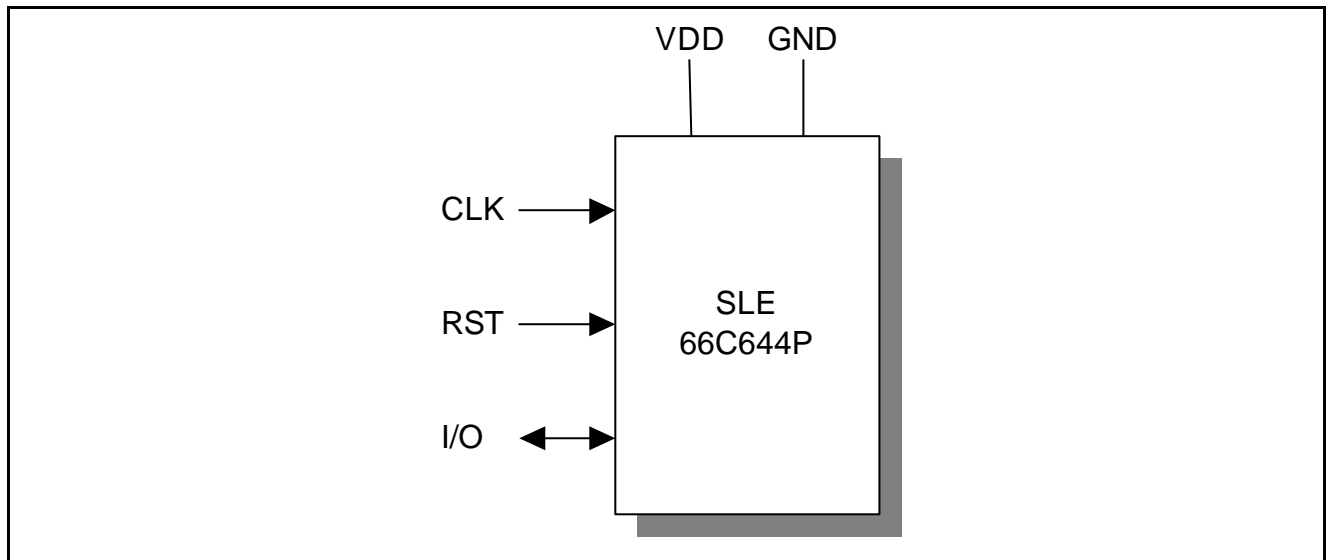 VDD GND
CLK
RST
SLE
66C644P
I/O